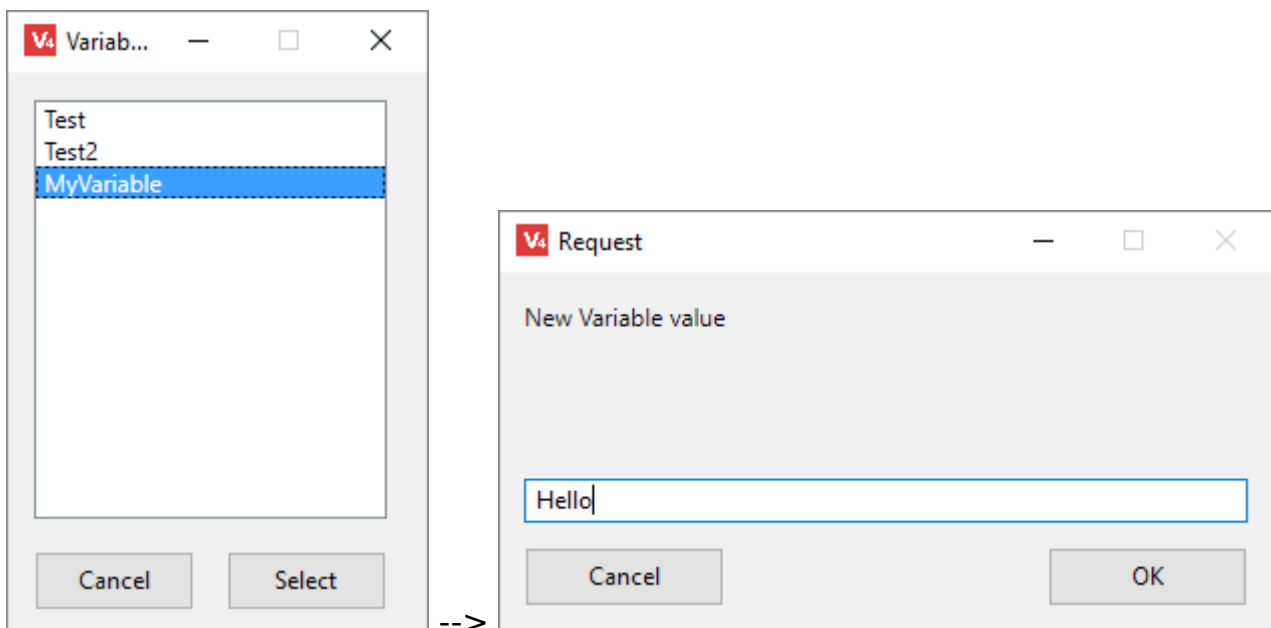 V4 Variab...
Test
Test2
MyVariable
Cancel Select
-->
V4 Request
New Variable value
Hello
Cancel OK